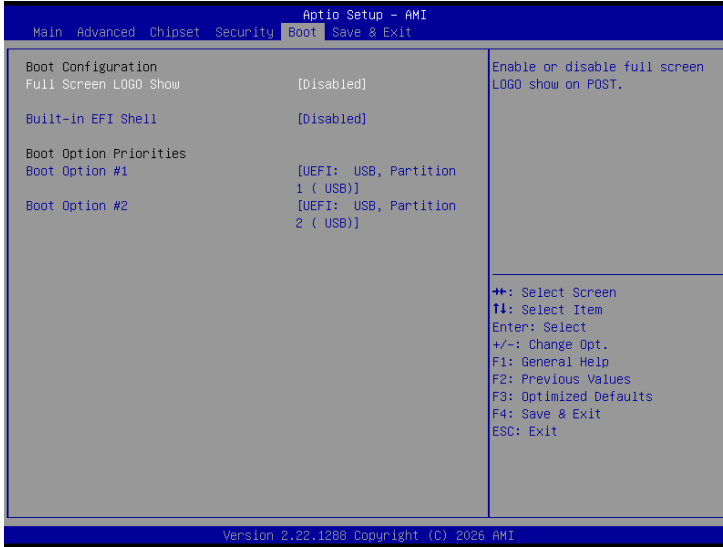 Aptio Setup – AMI
Main Advanced Chipset Security Boot Save & Exit
Boot Configuration
Full Screen LOGO Show [Disabled]
Built-in EFI Shell [Disabled]
Boot Option Priorities
Boot Option #1 [UEFI: USB, Partition
1 ( USB)]
Boot Option #2 [UEFI: USB, Partition
2 ( USB)]
Enable or disable full screen
LOGO show on POST.
→←: Select Screen
↑↓: Select Item
Enter: Select
+/-: Change Opt.
F1: General Help
F2: Previous Values
F3: Optimized Defaults
F4: Save & Exit
ESC: Exit
Version 2.22.1288 Copyright (C) 2026 AMI